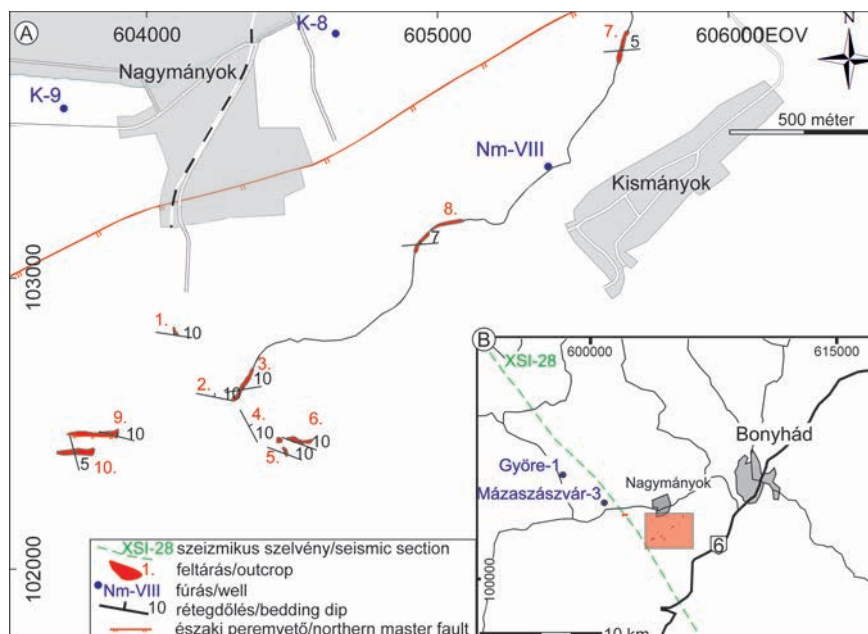 A
604000
605000
606000EOV
N
K-8
7.
5
Nagymányok
K-9
500 méter
Nm-VIII
Kismányok
8.
7
103000
1.
10
3.
10
2.
10
4.
10
6.
10
5.
10
9.
10
5
10.
102000
B
XSI-28
600000
615000
Bonyhád
Györe-1
Nagymányok
Mázaszászvár-3
6
100000
10 km
XSI-28 szeizmikus szelvény/seismic section
1. feltárás/outcrop
Nm-VIII fúrás/well
10 rétegdőlés/bedding dip
északi peremvető/northern master fault